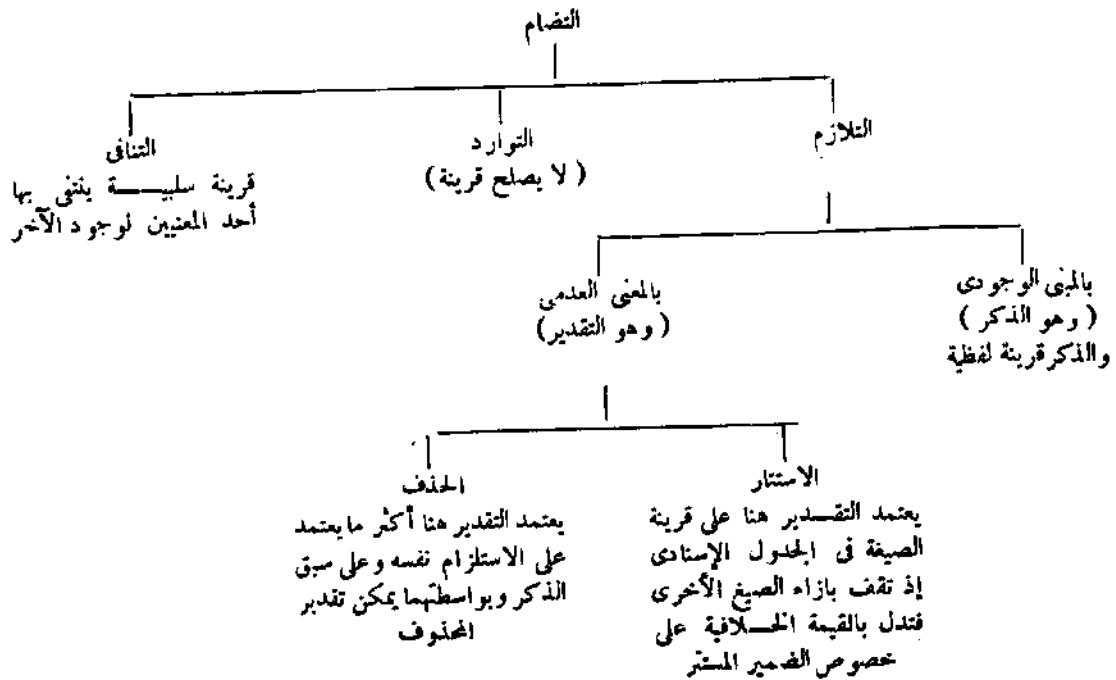 التضام
التلازم
التوارد
(لا يصلح قرينة)
التنافى
قرينة سلبيـــة ينتفى بها
أحد المعنيين لوجود الآخر
بالمبنى الوجودى
(وهو الذكر)
والذكر قرينة لفظية
بالمعنى العدمى
(وهو التقدير)
الاستتار
يعتمد التقـــدير هنا على قرينة
الصيغة فى الجدول الإسنادى
إذ تقف بازاء الصيغ الأخرى
فتدل بالقيمة الخـــلافية على
خصوص الضمير المستتر
الحذف
يعتمد التقدير هنا أكثر ما يعتمد
على الاستلزام نفسه وعلى سبق
الذكر وبواسطتهما يمكن تقدير
المحذوف